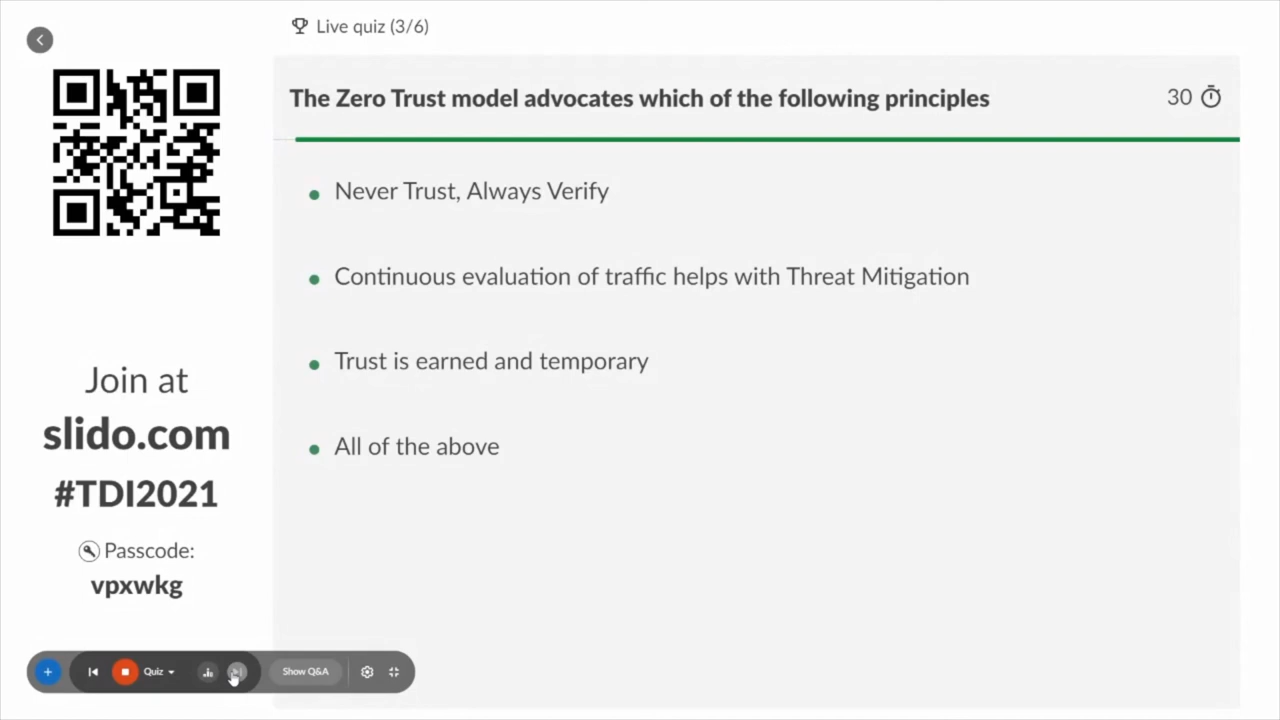 Live quiz (3/6)
The Zero Trust model advocates which of the following principles
30
Never Trust, Always Verify
Continuous evaluation of traffic helps with Threat Mitigation
Trust is earned and temporary
All of the above
Join at
slido.com
#TDI2021
Passcode:
vpxwkg
Quiz
Show Q&A